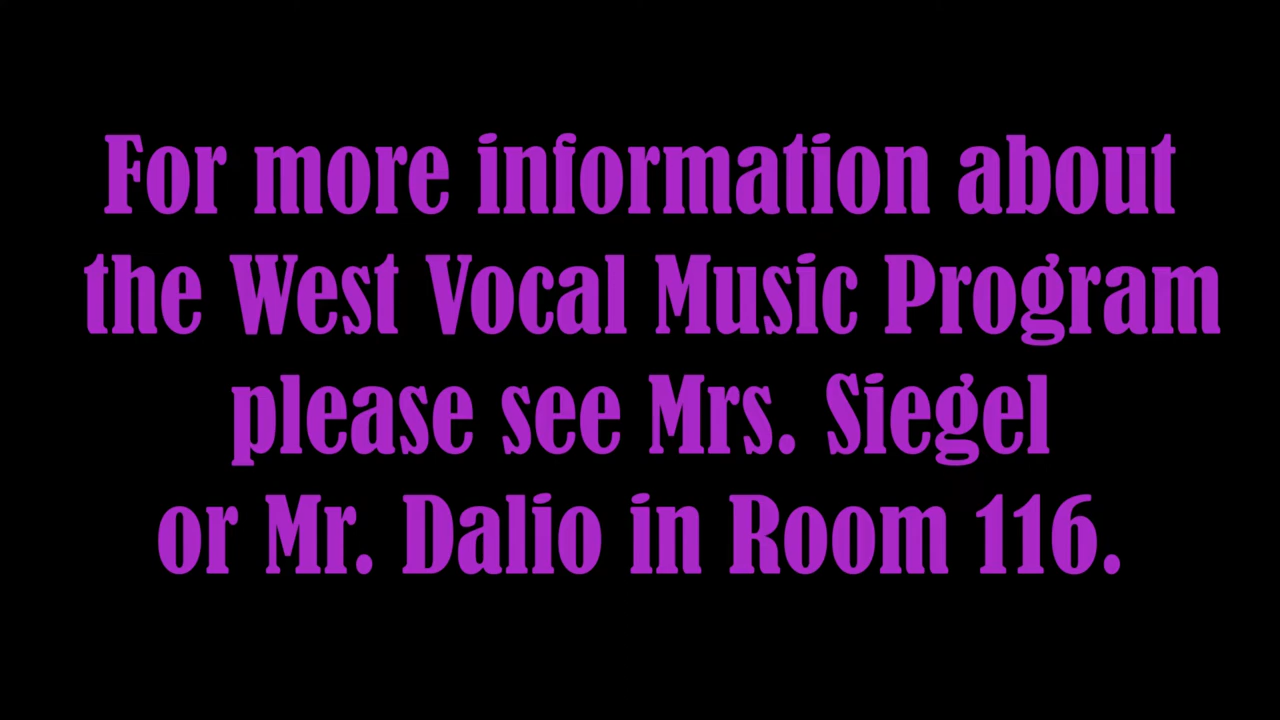 For more information about
the West Vocal Music Program
please see Mrs. Siegel
or Mr. Dalio in Room 116.